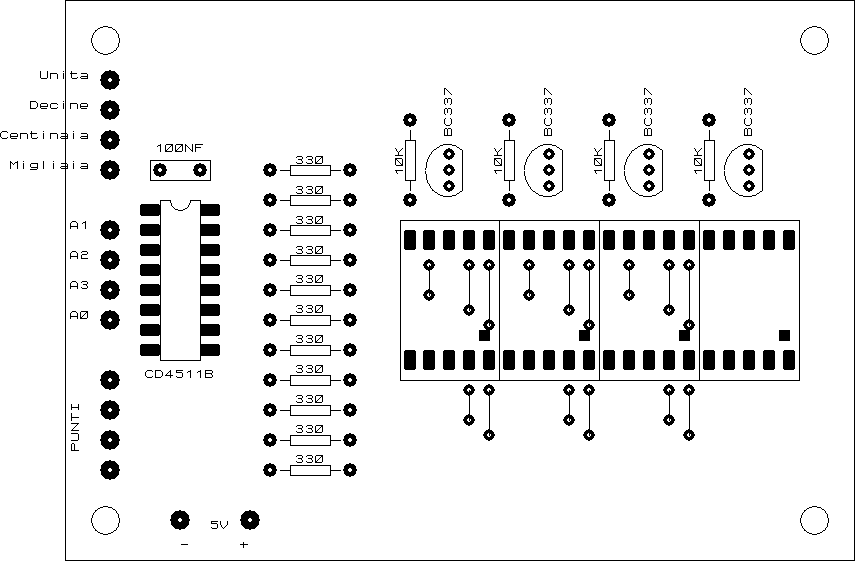 Unita
Decine
Centinaia
Migliaia
100NF
A1
A2
A3
A0
CD4511B
PUNTI
5V
- +
330
330
330
330
330
330
330
330
330
330
330
10K
BC337
10K
BC337
10K
BC337
10K
BC337